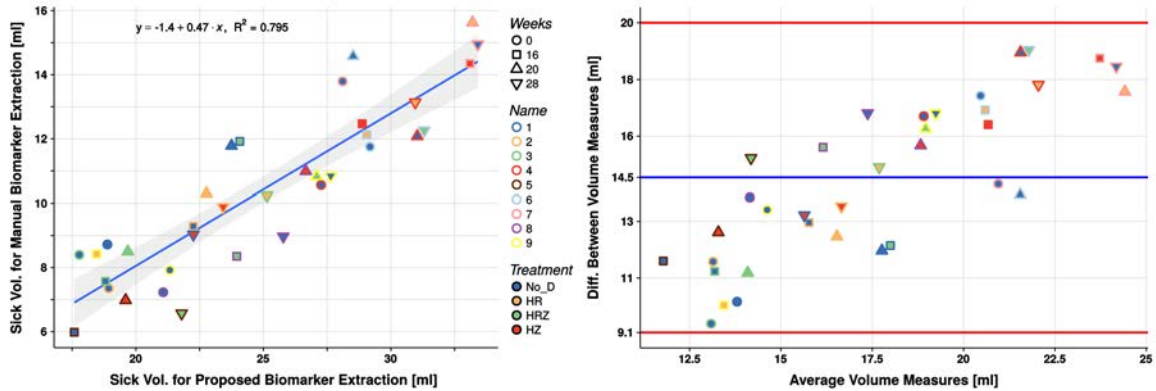 y = -1.4 + 0.47 · x, R² = 0.795
16
14
12
10
8
6
20
25
30
Sick Vol. for Manual Biomarker Extraction [ml]
Sick Vol. for Proposed Biomarker Extraction [ml]
Weeks
0
16
20
28
Name
1
2
3
4
5
6
7
8
9
Treatment
No_D
HR
HRZ
HZ
Diff. Between Volume Measures [ml]
20
18
16
14.5
13
11
9.1
12.5
15
17.5
20
22.5
25
Average Volume Measures [ml]